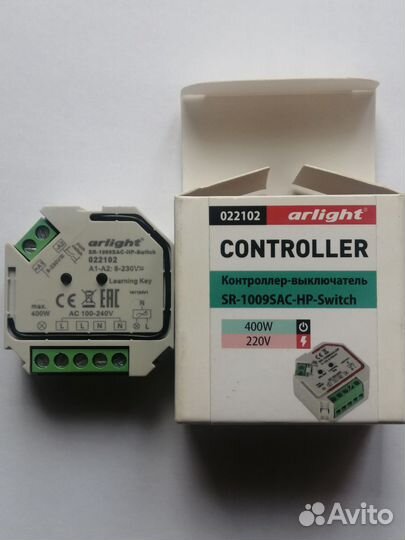 arlight
SR-1009SAC-HP-Switch
022102
A1-A2: 8-230V
Learning Key
max.
400W
AC 100-240V
N
L L N N L
022102 arlight
CONTROLLER
Контроллер-выключатель
SR-1009SAC-HP-Switch
400W
220V
Avito